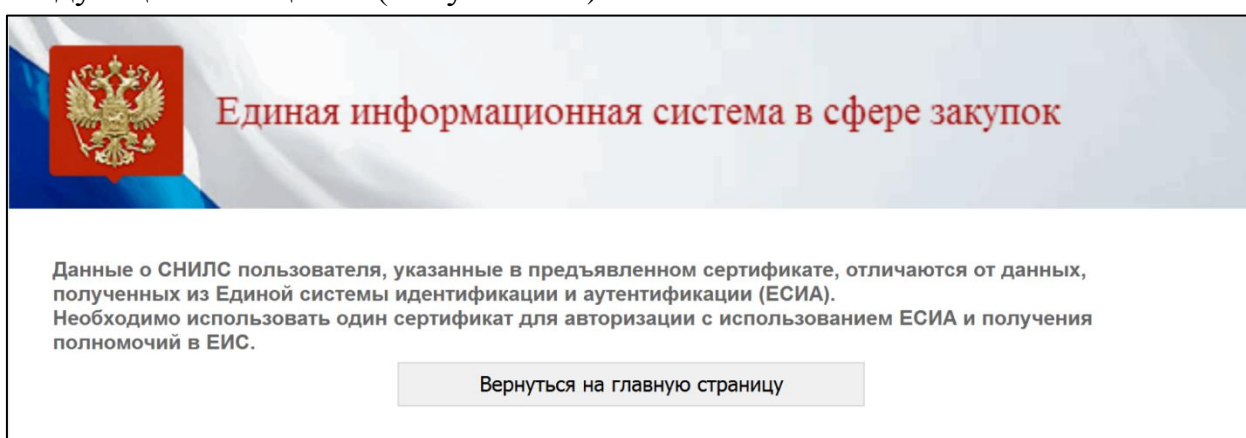 Единая информационная система в сфере закупок
Данные о СНИЛС пользователя, указанные в предъявленном сертификате, отличаются от данных,
полученных из Единой системы идентификации и аутентификации (ЕСИА).
Необходимо использовать один сертификат для авторизации с использованием ЕСИА и получения
полномочий в ЕИС.
Вернуться на главную страницу